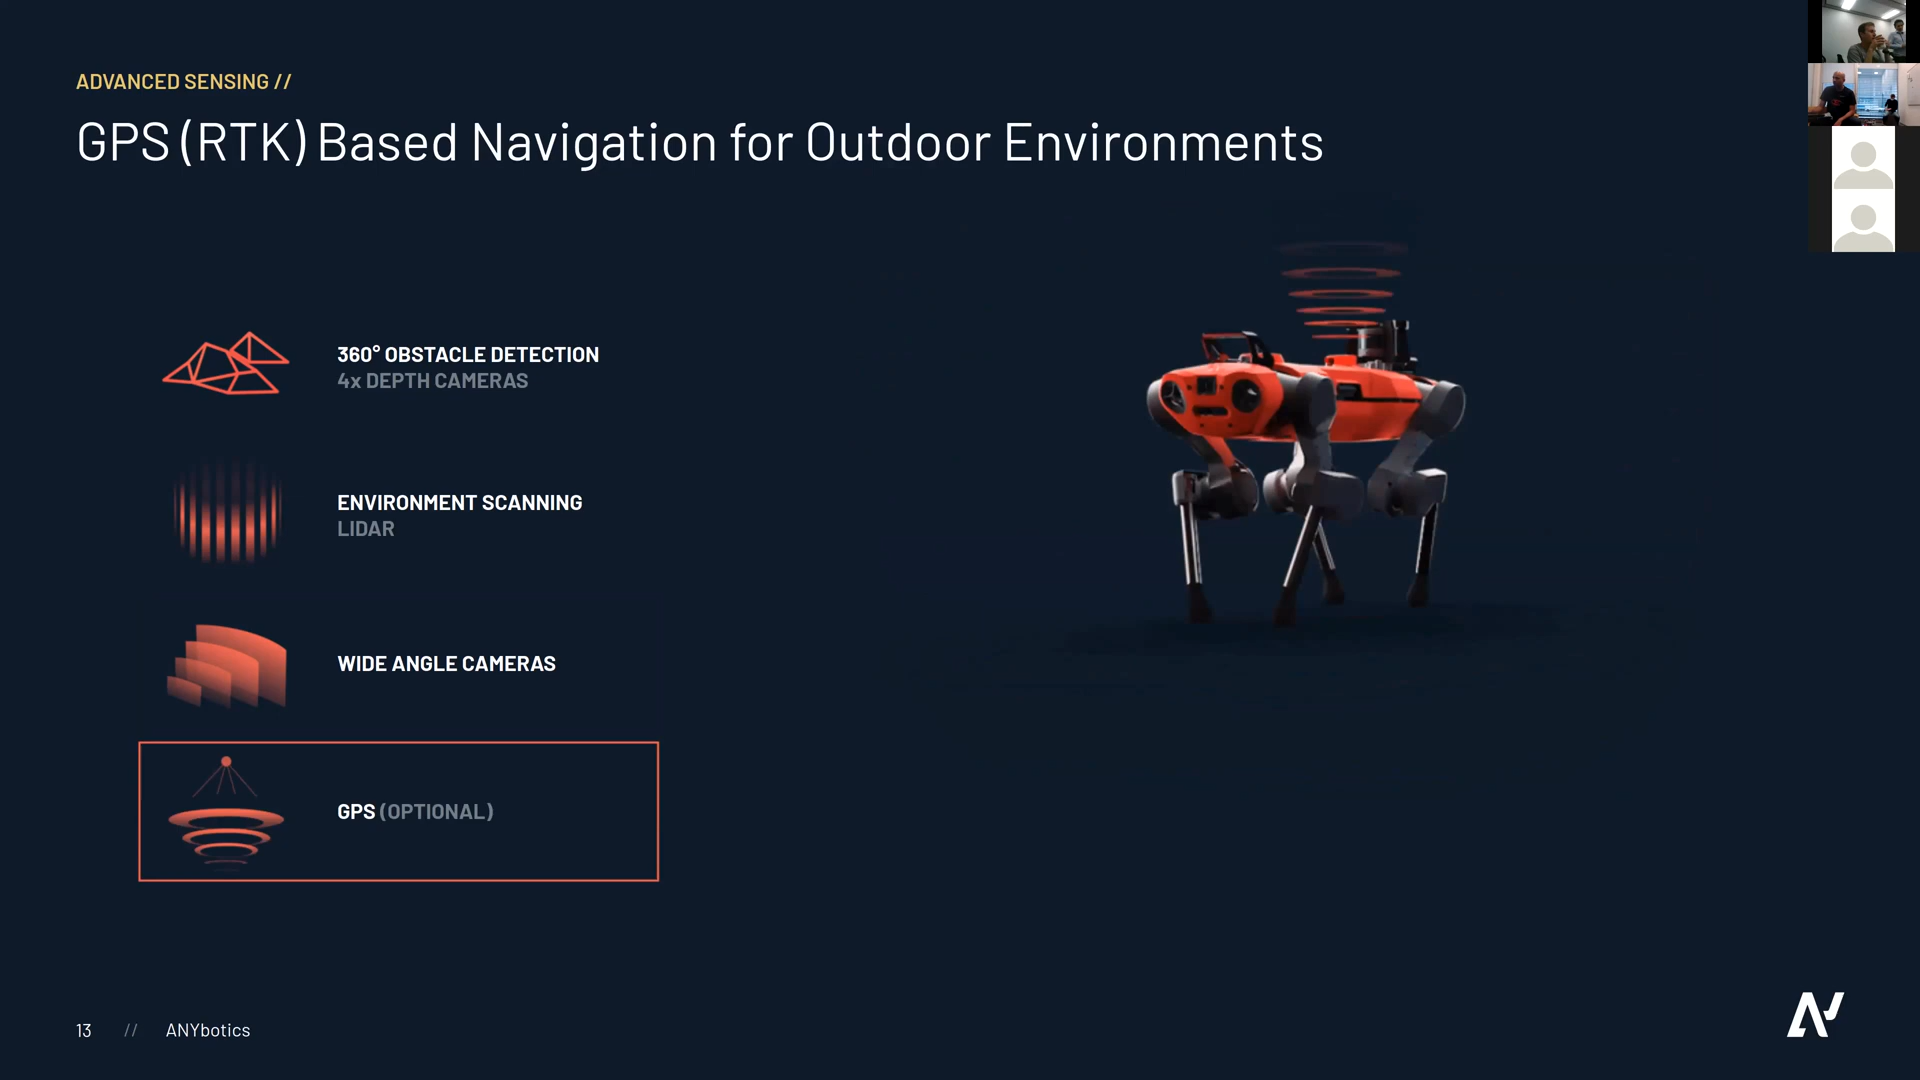 ADVANCED SENSING //
GPS (RTK) Based Navigation for Outdoor Environments
360° OBSTACLE DETECTION
4x DEPTH CAMERAS
ENVIRONMENT SCANNING
LIDAR
WIDE ANGLE CAMERAS
GPS (OPTIONAL)
13 // ANYbotics